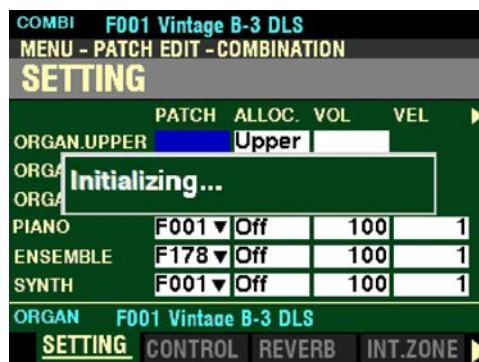 COMBI F001 Vintage B-3 DLS
MENU - PATCH EDIT - COMBINATION
SETTING
PATCH ALLOC. VOL VEL
ORGAN.UPPER Upper
ORGA
Initializing...
ORGA
PIANO F001 Off 100 1
ENSEMBLE F178 Off 100 1
SYNTH F001 Off 100 1
ORGAN F001 Vintage B-3 DLS
SETTING CONTROL REVERB INT.ZONE